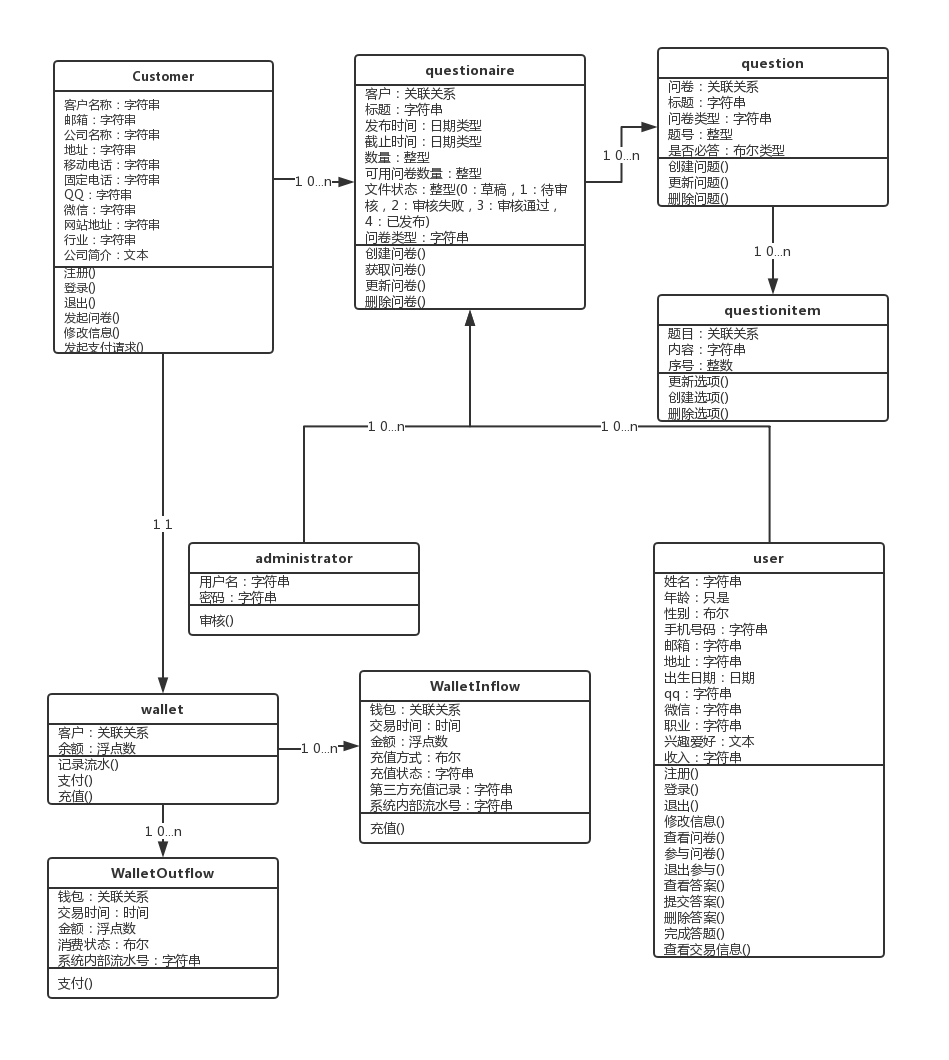 Customer
客户名称：字符串
邮箱：字符串
公司名称：字符串
地址：字符串
移动电话：字符串
固定电话：字符串
QQ：字符串
微信：字符串
网站地址：字符串
行业：字符串
公司简介：文本
注册()
登录()
退出()
发起问卷()
修改信息()
发起支付请求()
1 0...n
questionaire
客户：关联关系
标题：字符串
发布时间：日期类型
截止时间：日期类型
数量：整型
可用问卷数量：整型
文件状态：整型(0：草稿，1：待审
核，2：审核失败，3：审核通过，
4：已发布)
问卷类型：字符串
创建问卷()
获取问卷()
更新问卷()
删除问卷()
1 0...n
question
问卷：关联关系
标题：字符串
问卷类型：字符串
题号：整型
是否必答：布尔类型
创建问题()
更新问题()
删除问题()
1 0...n
questionitem
题目：关联关系
内容：字符串
序号：整数
更新选项()
创建选项()
删除选项()
1 0...n
1 0...n
1 1
administrator
用户名：字符串
密码：字符串
审核()
user
姓名：字符串
年龄：只是
性别：布尔
手机号码：字符串
邮箱：字符串
地址：字符串
出生日期：日期
qq：字符串
微信：字符串
职业：字符串
兴趣爱好：文本
收入：字符串
注册()
登录()
退出()
修改信息()
查看问卷()
参与问卷()
退出参与()
查看答案()
提交答案()
删除答案()
完成答题()
查看交易信息()
wallet
客户：关联关系
余额：浮点数
记录流水()
支付()
充值()
1 0...n
WalletInflow
钱包：关联关系
交易时间：时间
金额：浮点数
充值方式：布尔
充值状态：字符串
第三方充值记录：字符串
系统内部流水号：字符串
充值()
1 0...n
WalletOutflow
钱包：关联关系
交易时间：时间
金额：浮点数
消费状态：布尔
系统内部流水号：字符串
支付()